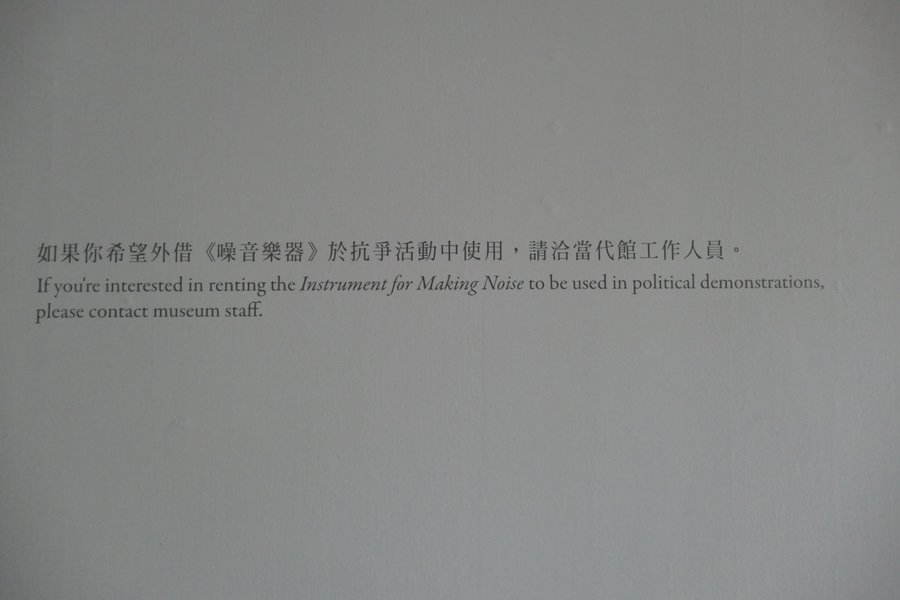 如果你希望外借《噪音樂器》於抗爭活動中使用，請洽當代館工作人員。
If you're interested in renting the Instrument for Making Noise to be used in political demonstrations,
please contact museum staff.